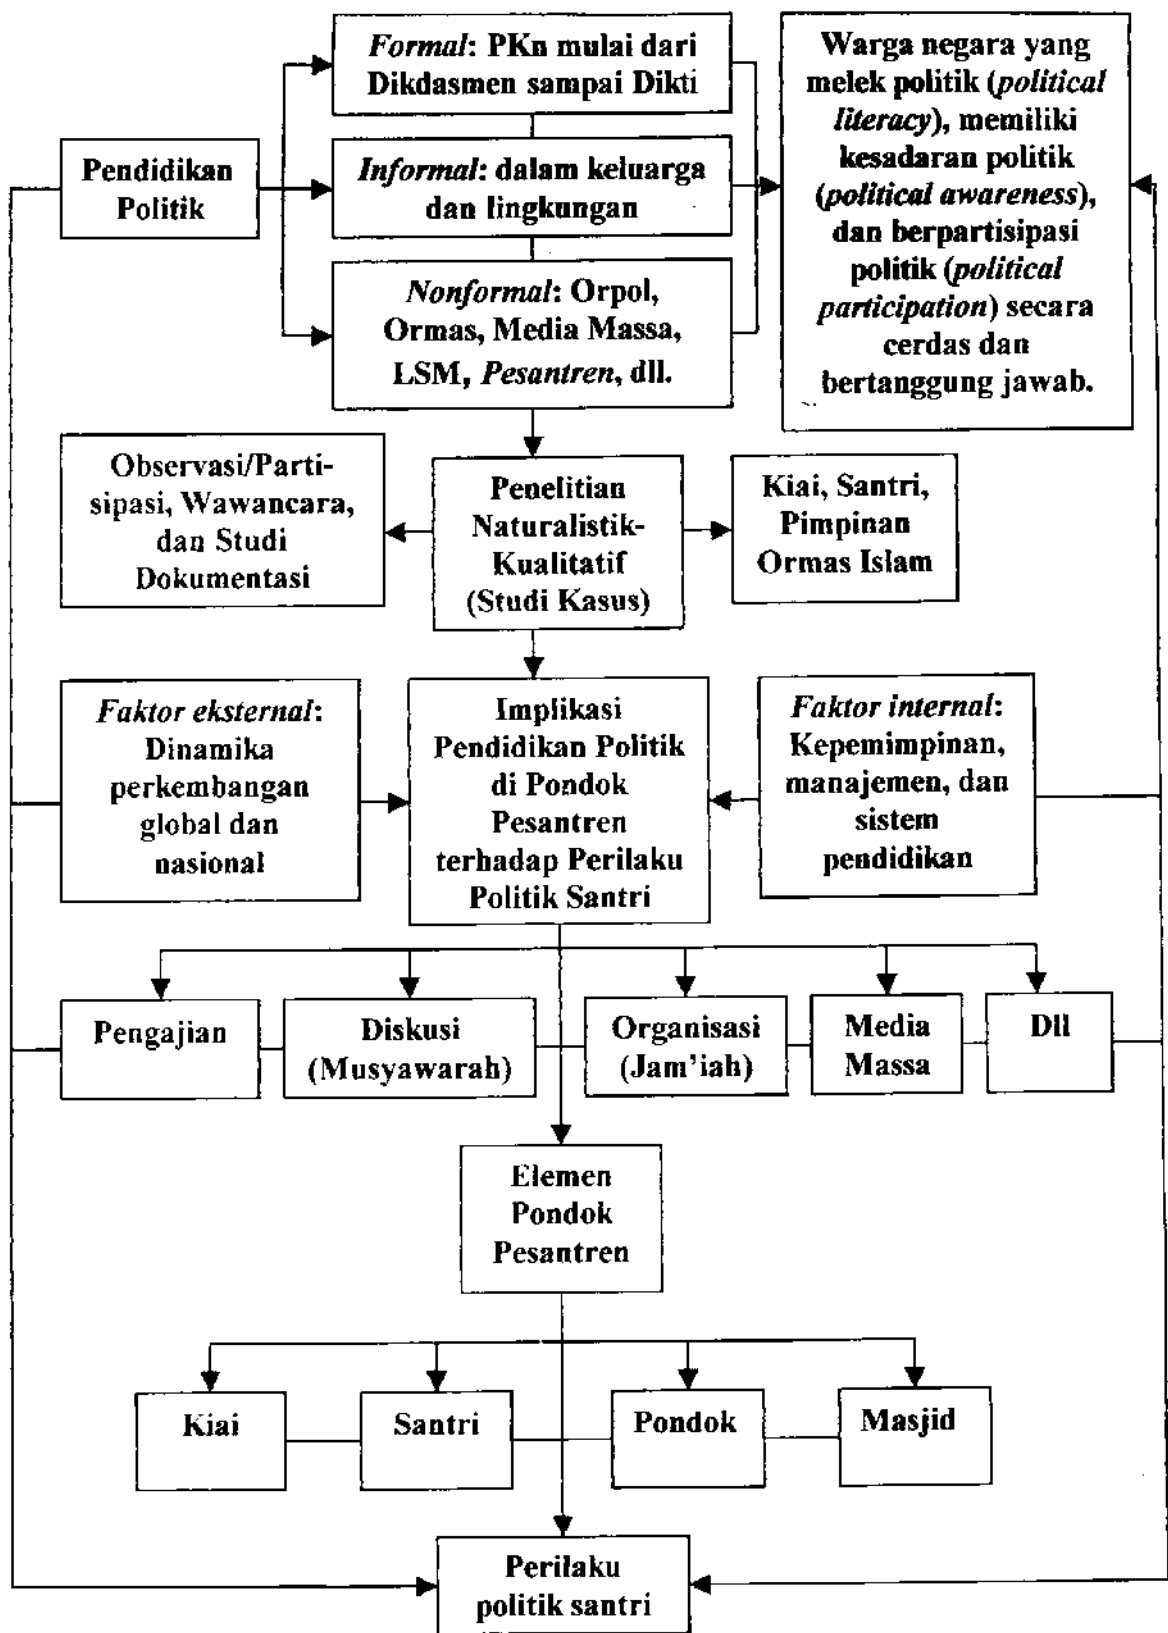 Formal: PKn mulai dari
Dikdasmen sampai Dikti
Pendidikan
Politik
Informal: dalam keluarga
dan lingkungan
Nonformal: Orpol,
Ormas, Media Massa,
LSM, Pesantren, dll.
Warga negara yang
melek politik (political
literacy), memiliki
kesadaran politik
(political awareness),
dan berpartisipasi
politik (political
participation) secara
cerdas dan
bertanggung jawab.
Observasi/Parti-
sipasi, Wawancara,
dan Studi
Dokumentasi
Penelitian
Naturalistik-
Kualitatif
(Studi Kasus)
Kiai, Santri,
Pimpinan
Ormas Islam
Faktor eksternal:
Dinamika
perkembangan
global dan
nasional
Implikasi
Pendidikan Politik
di Pondok
Pesantren
terhadap Perilaku
Politik Santri
Faktor internal:
Kepemimpinan,
manajemen, dan
sistem
pendidikan
Pengajian
Diskusi
(Musyawarah)
Organisasi
(Jam'iah)
Media
Massa
Dll
Elemen
Pondok
Pesantren
Kiai
Santri
Pondok
Masjid
Perilaku
politik santri